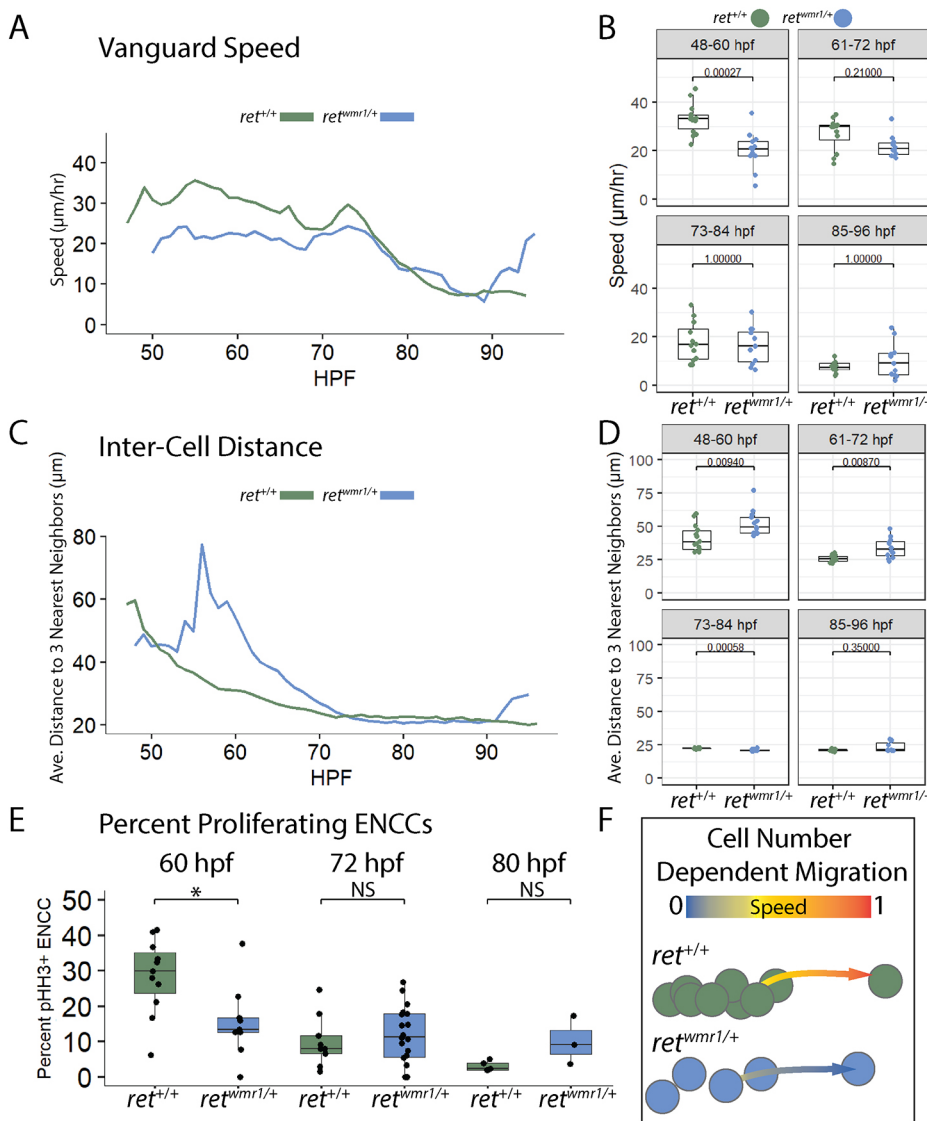 A
Vanguard Speed
ret+/+ retwmr1/+
Speed (µm/hr)
40
30
20
10
0
50 60 70 80 90
HPF
B
ret+/+ retwmr1/+
48-60 hpf 61-72 hpf
0.00027 0.21000
40
20
0
Speed (µm/hr)
73-84 hpf 85-96 hpf
1.00000 1.00000
40
20
0
ret+/+ retwmr1/+ ret+/+ retwmr1/+
C
Inter-Cell Distance
ret+/+ retwmr1/+
Ave. Distance to 3 Nearest Neighbors (µm)
80
60
40
20
50 60 70 80 90
HPF
D
48-60 hpf 61-72 hpf
0.00940 0.00870
100
75
50
25
0
Ave. Distance to 3 Nearest Neighbors (µm)
73-84 hpf 85-96 hpf
0.00058 0.35000
100
75
50
25
0
ret+/+ retwmr1/+ ret+/+ retwmr1/+
E
Percent Proliferating ENCCs
60 hpf 72 hpf 80 hpf
* NS NS
Percent pHH3+ ENCC
50
40
30
20
10
0
ret+/+ retwmr1/+ ret+/+ retwmr1/+ ret+/+ retwmr1/+
F
Cell Number
Dependent Migration
0 Speed 1
ret+/+
retwmr1/+